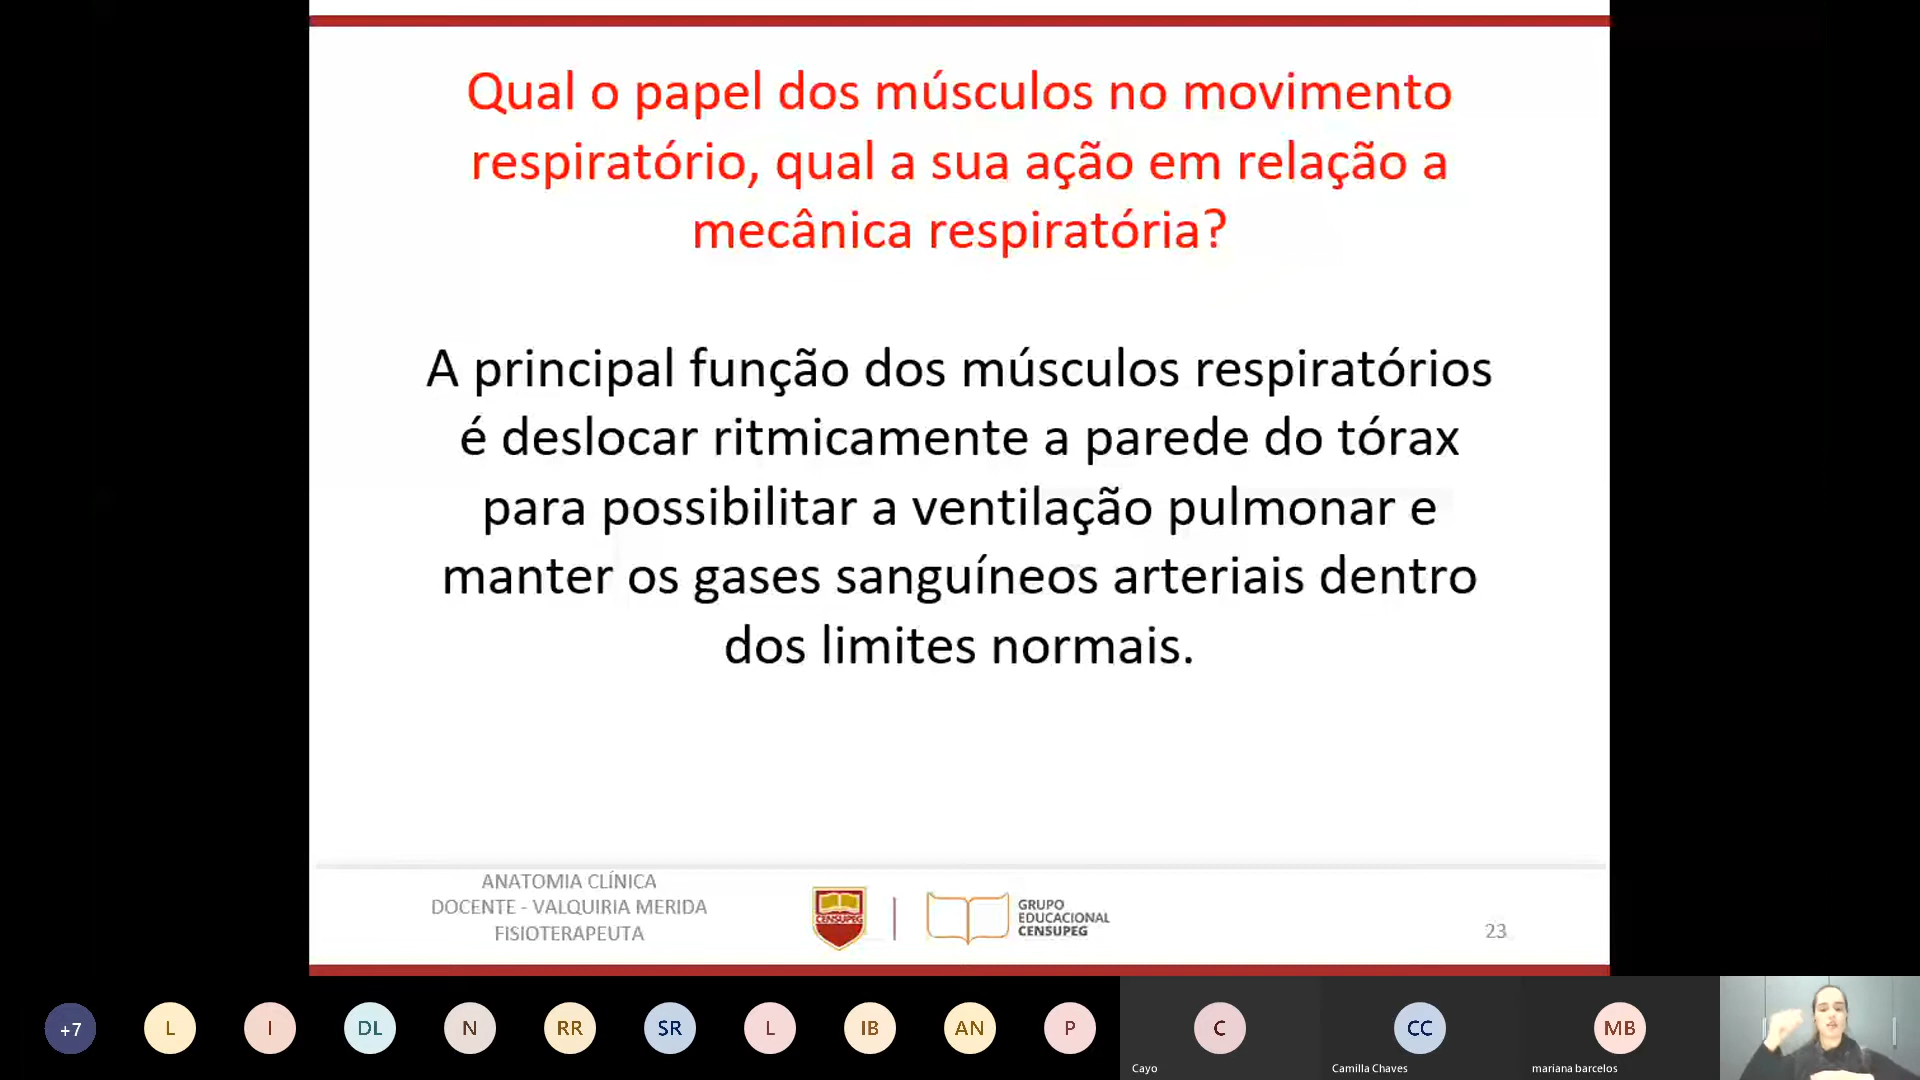 Qual o papel dos músculos no movimento
respiratório, qual a sua ação em relação a
mecânica respiratória?
A principal função dos músculos respiratórios
é deslocar ritmicamente a parede do tórax
para possibilitar a ventilação pulmonar e
manter os gases sanguíneos arteriais dentro
dos limites normais.
ANATOMIA CLÍNICA
DOCENTE - VALQUIRIA MERIDA
FISIOTERAPEUTA
CENSUPEG
GRUPO
EDUCACIONAL
CENSUPEG
23
+7
L
I
DL
N
RR
SR
L
IB
AN
P
C
CC
MB
Cayo
Camilla Chaves
mariana barcelos